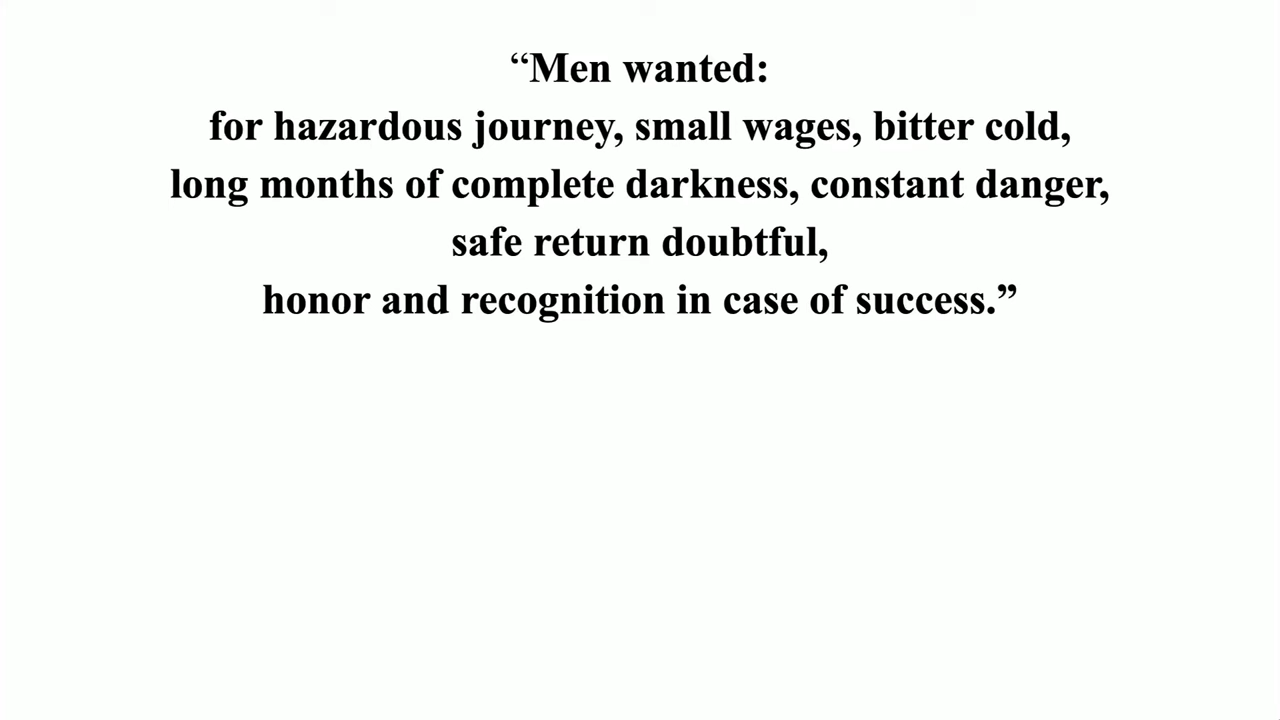 “Men wanted:
for hazardous journey, small wages, bitter cold,
long months of complete darkness, constant danger,
safe return doubtful,
honor and recognition in case of success.”